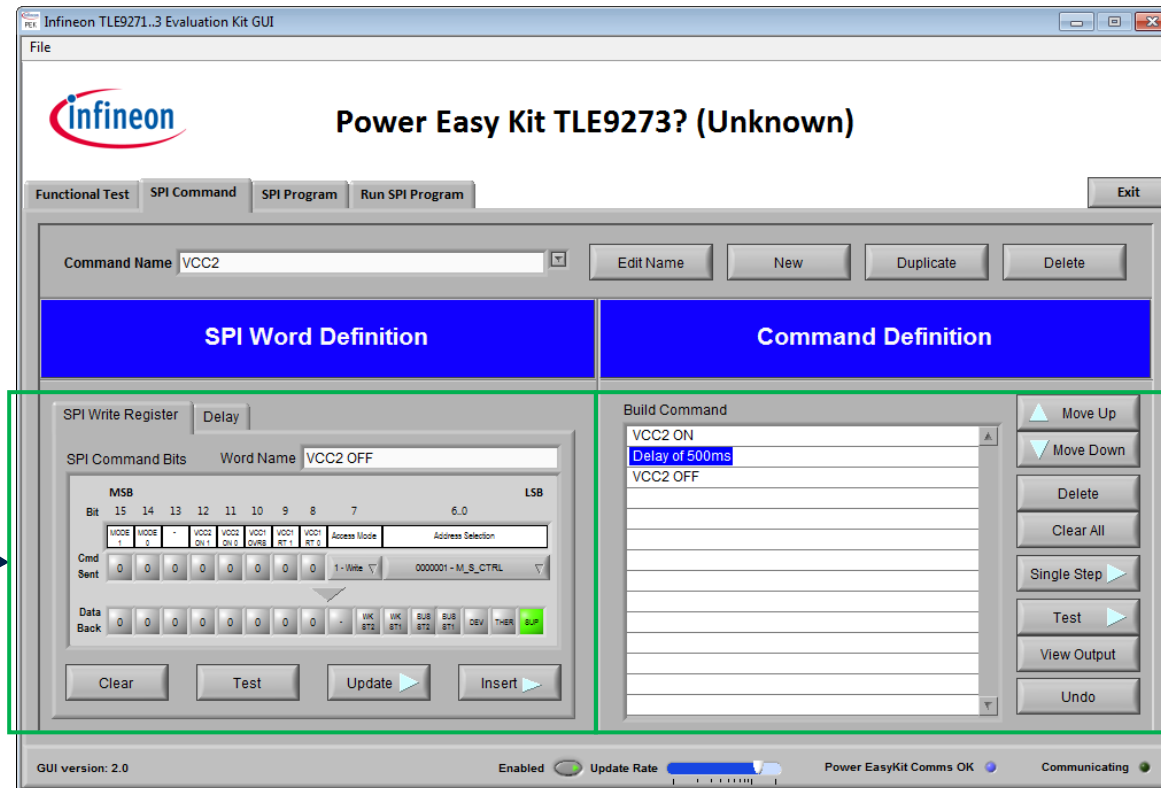 Infineon TLE9271..3 Evaluation Kit GUI
File
infineon
Power Easy Kit TLE9273? (Unknown)
Functional Test SPI Command SPI Program Run SPI Program Exit
Command Name VCC2 Edit Name New Duplicate Delete
SPI Word Definition
Command Definition
SPI Write Register Delay
SPI Command Bits Word Name VCC2 OFF
MSB LSB
Bit 15 14 13 12 11 10 9 8 7 6..0
MODE 1 MODE 0 - VCC2 ON 1 VCC2 ON 0 VCC1 OVR8 VCC1 RT 1 VCC1 RT 0 Access Mode Address Selection
Cmd Sent 0 0 0 0 0 0 0 0 1 - Write 0000001 - M_S_CTRL
Data Back 0 0 0 0 0 0 0 0 - WK ST2 WK ST1 BUS ST2 BUS ST1 DEV THER SUP
Clear Test Update Insert
Build Command
VCC2 ON
Delay of 500ms
VCC2 OFF
Move Up
Move Down
Delete
Clear All
Single Step
Test
View Output
Undo
GUI version: 2.0 Enabled Update Rate Power EasyKit Comms OK Communicating